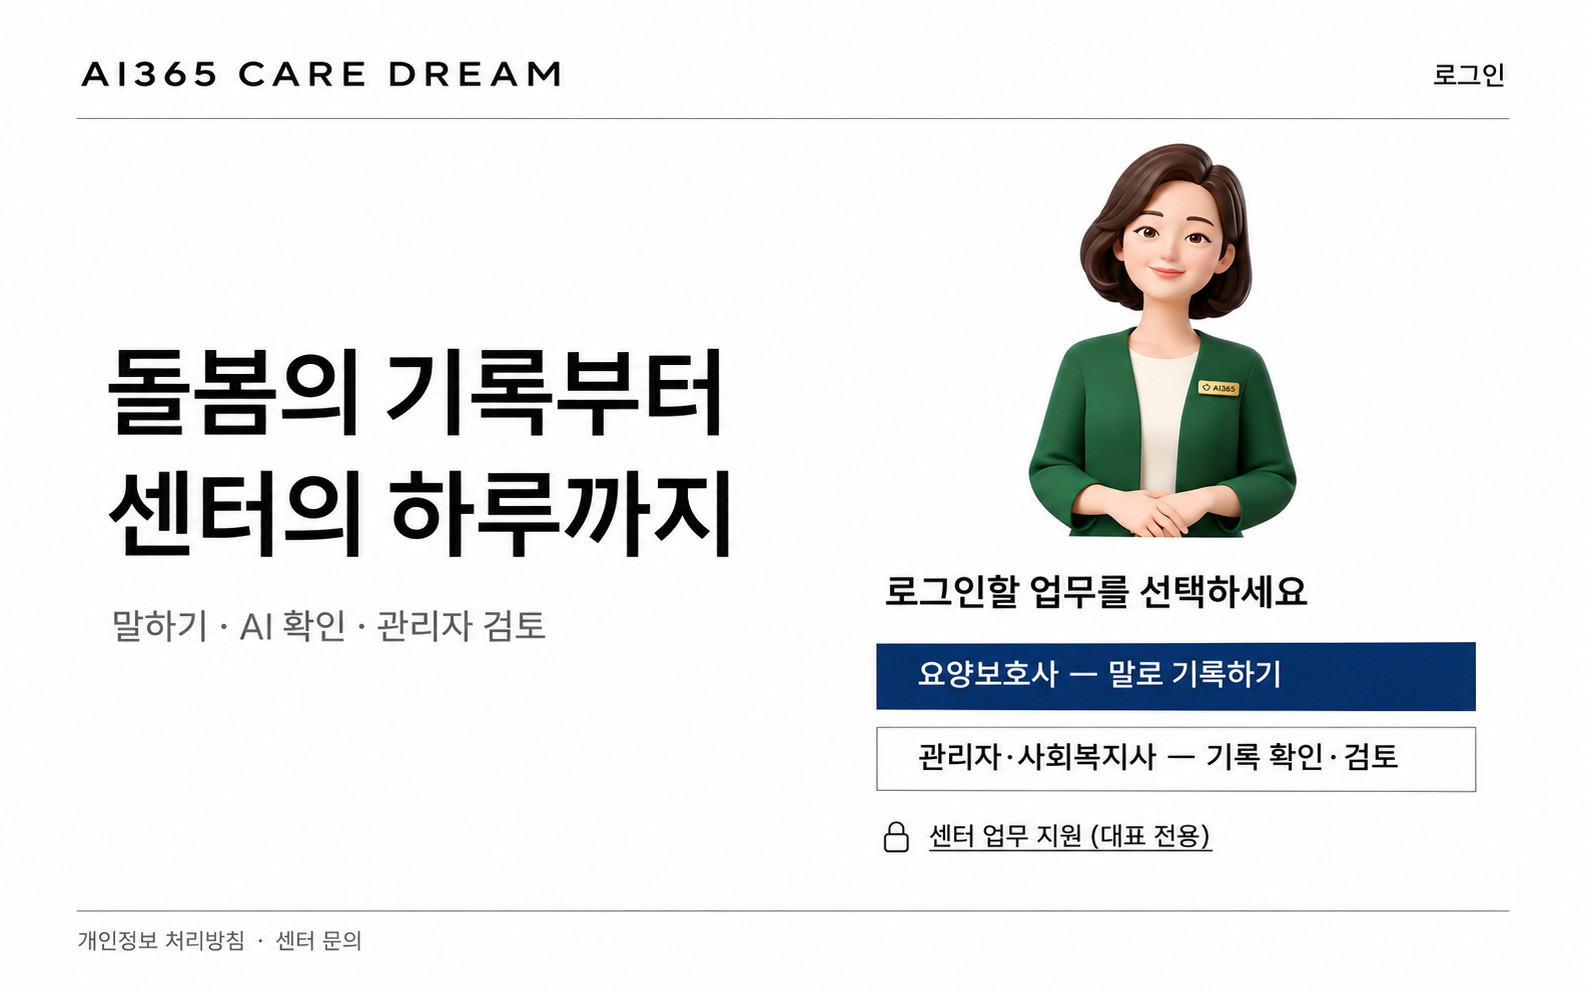 AI365 CARE DREAM
로그인
돌봄의 기록부터
센터의 하루까지
말하기 · AI 확인 · 관리자 검토
AI365
로그인할 업무를 선택하세요
요양보호사 — 말로 기록하기
관리자·사회복지사 — 기록 확인·검토
센터 업무 지원 (대표 전용)
개인정보 처리방침 · 센터 문의